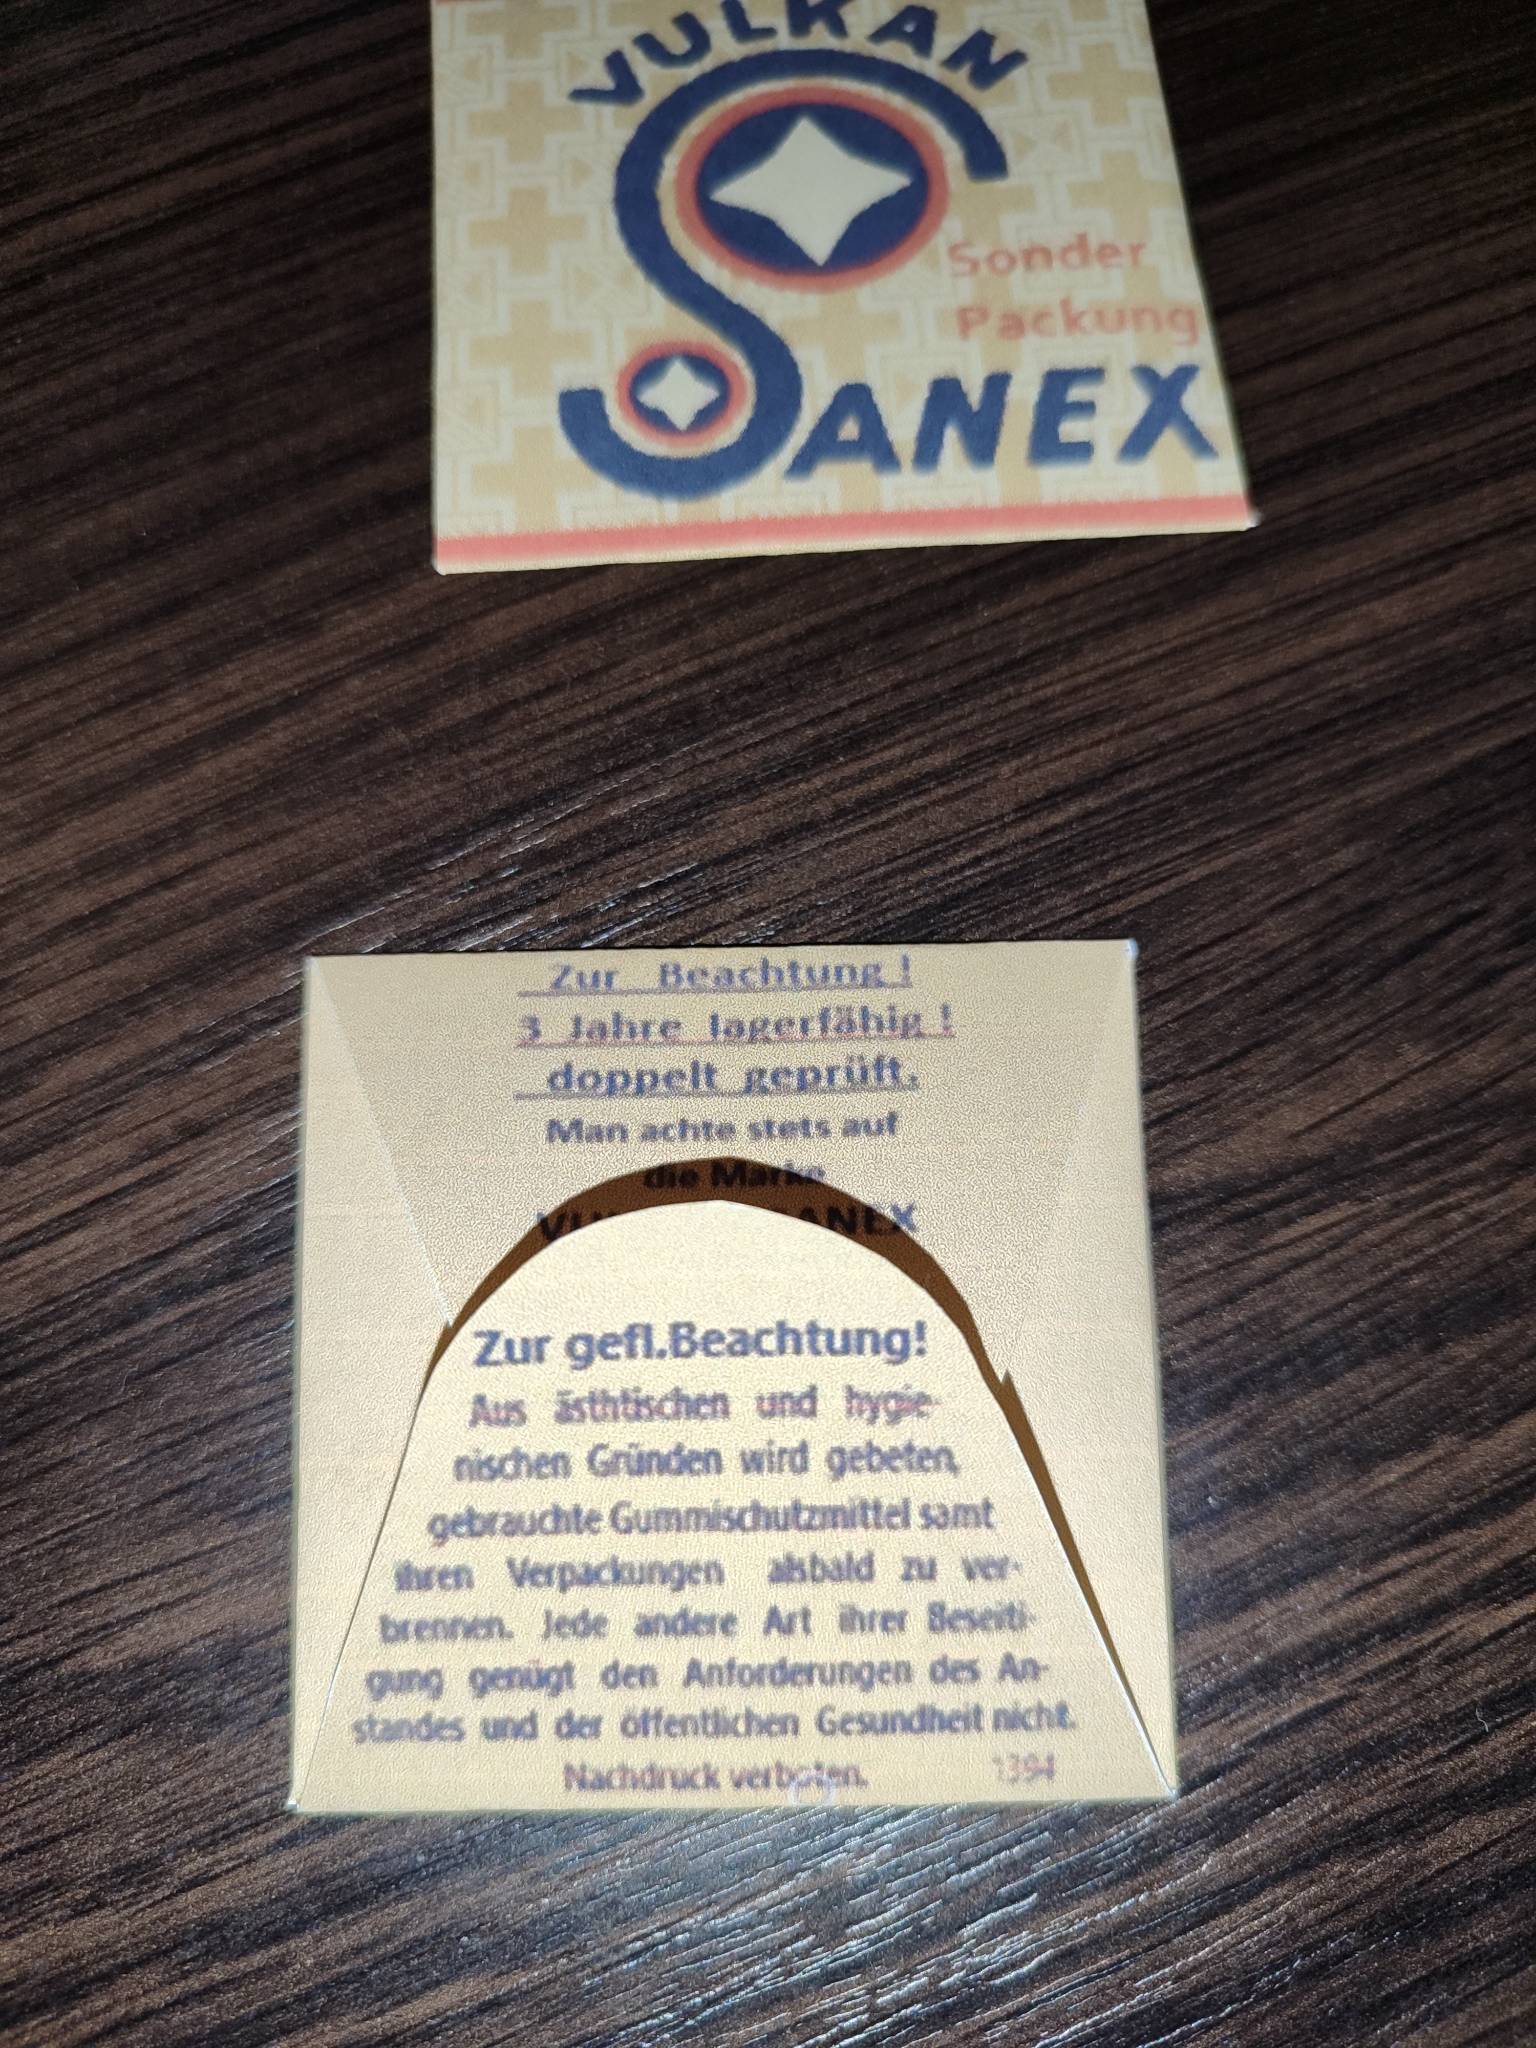 VULKAN
Sonder
Packung
SANEX
Zur Beachtung!
3 Jahre lagerfähig!
doppelt geprüft.
Man achte stets auf
die Marke
Zur gefl.Beachtung!
Aus ästhtischen und hygie-
nischen Gründen wird gebeten,
gebrauchte Gummischutzmittel samt
ihren Verpackungen alsbald zu ver-
brennen. Jede andere Art ihrer Beseiti-
gung genügt den Anforderungen des An-
standes und der öffentlichen Gesundheit nicht.
Nachdruck verboten. 1394